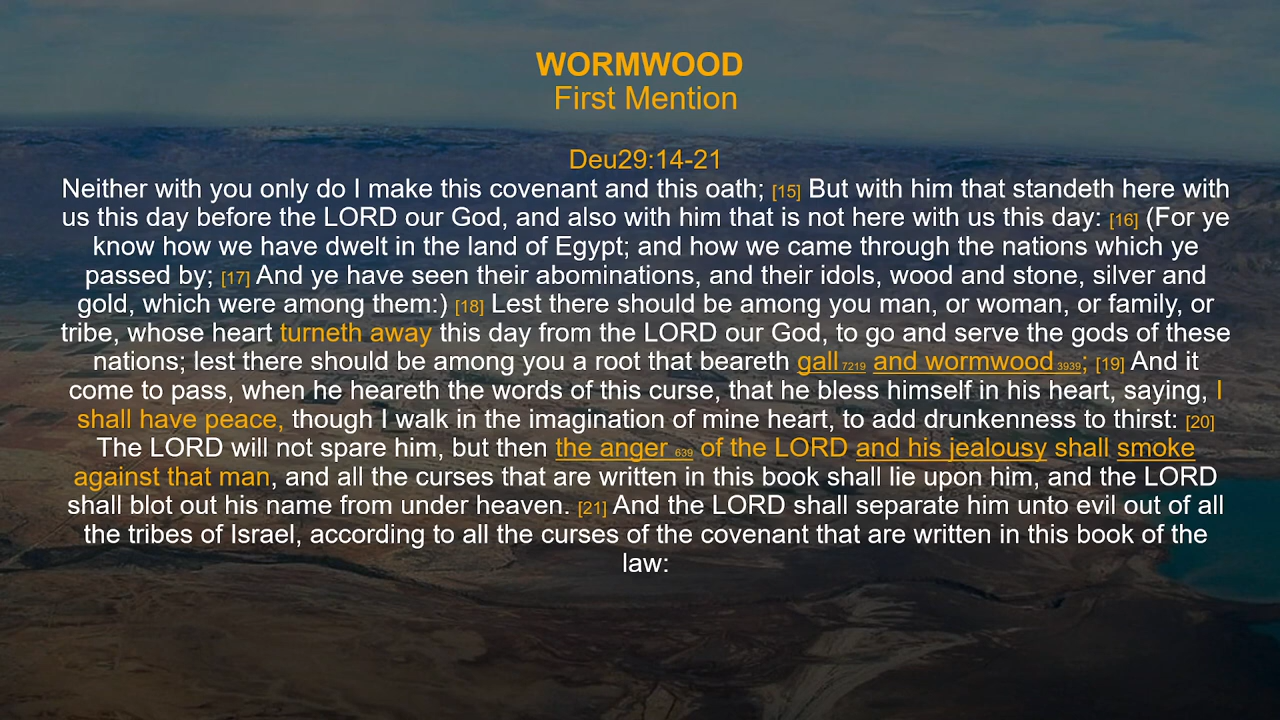 WORMWOOD
First Mention
Deu29:14-21
Neither with you only do I make this covenant and this oath; [15] But with him that standeth here with
us this day before the LORD our God, and also with him that is not here with us this day: [16] (For ye
know how we have dwelt in the land of Egypt; and how we came through the nations which ye
passed by; [17] And ye have seen their abominations, and their idols, wood and stone, silver and
gold, which were among them:) [18] Lest there should be among you man, or woman, or family, or
tribe, whose heart turneth away this day from the LORD our God, to go and serve the gods of these
nations; lest there should be among you a root that beareth gall 7219 and wormwood 3939; [19] And it
come to pass, when he heareth the words of this curse, that he bless himself in his heart, saying, I
shall have peace, though I walk in the imagination of mine heart, to add drunkenness to thirst: [20]
The LORD will not spare him, but then the anger 639 of the LORD and his jealousy shall smoke
against that man, and all the curses that are written in this book shall lie upon him, and the LORD
shall blot out his name from under heaven. [21] And the LORD shall separate him unto evil out of all
the tribes of Israel, according to all the curses of the covenant that are written in this book of the
law: